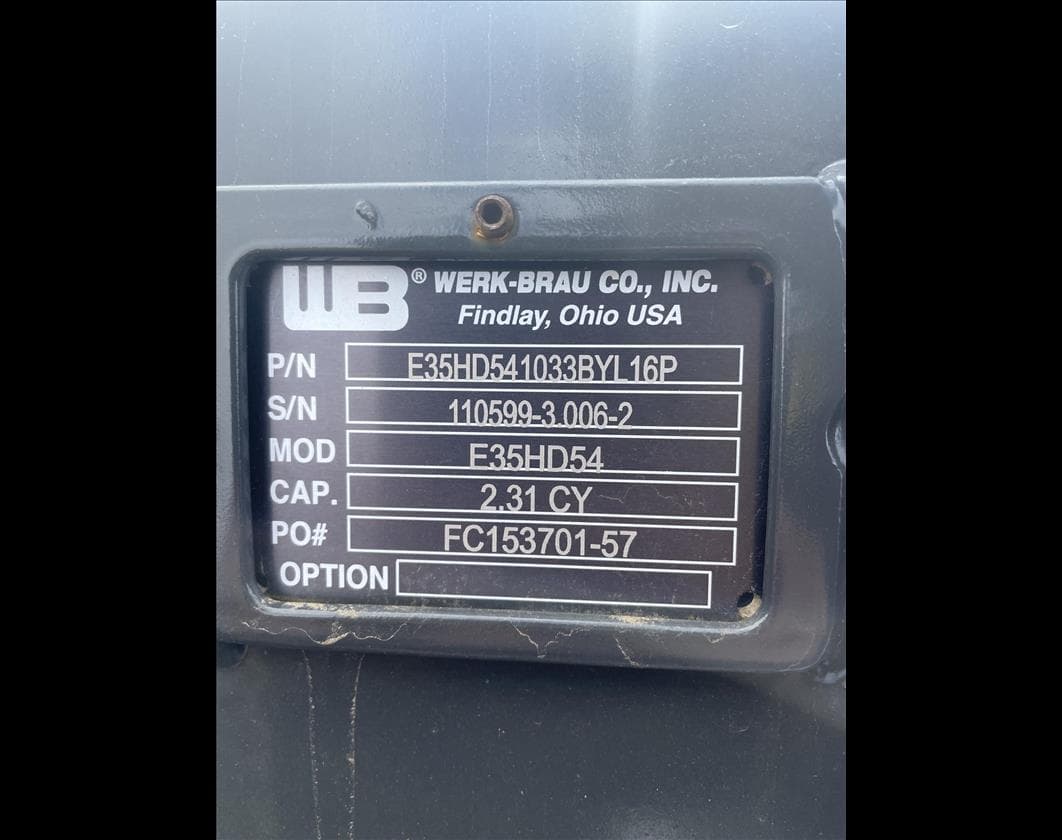 WB® WERK-BRAU CO., INC.
Findlay, Ohio USA
P/N E35HD541033BYL16P
S/N 110599-3.006-2
MOD E35HD54
CAP. 2.31 CY
PO# FC153701-57
OPTION